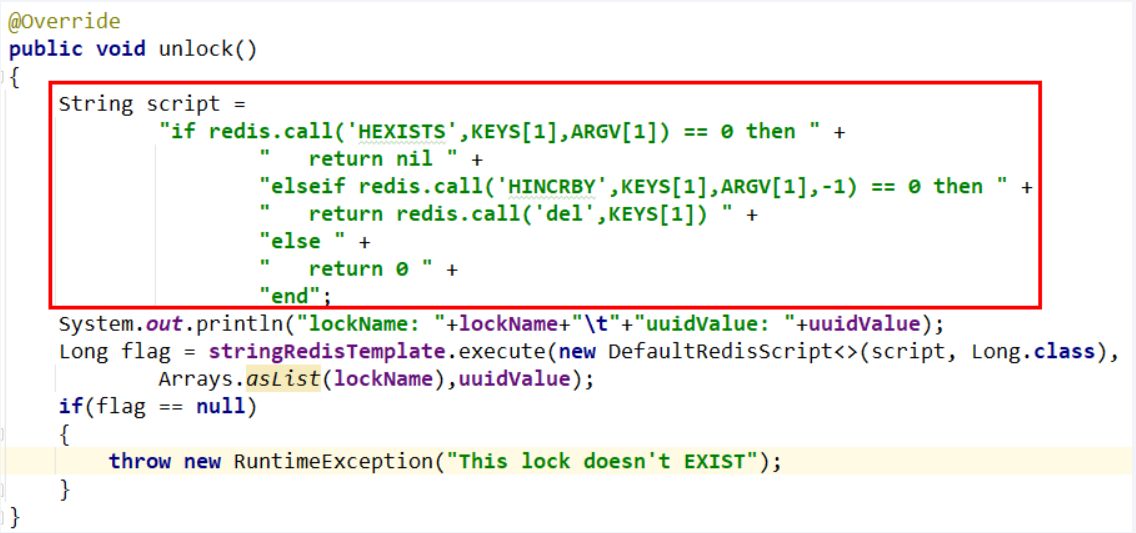 @Override
public void unlock()
{
    String script =
            "if redis.call('HEXISTS',KEYS[1],ARGV[1]) == 0 then " +
                    "   return nil " +
                    "elseif redis.call('HINCRBY',KEYS[1],ARGV[1],-1) == 0 then " +
                    "   return redis.call('del',KEYS[1]) " +
                    "else " +
                    "   return 0 " +
                    "end";
    System.out.println("lockName: "+lockName+"\t"+"uuidValue: "+uuidValue);
    Long flag = stringRedisTemplate.execute(new DefaultRedisScript<>(script, Long.class),
            Arrays.asList(lockName),uuidValue);
    if(flag == null)
    {
        throw new RuntimeException("This lock doesn't EXIST");
    }
}